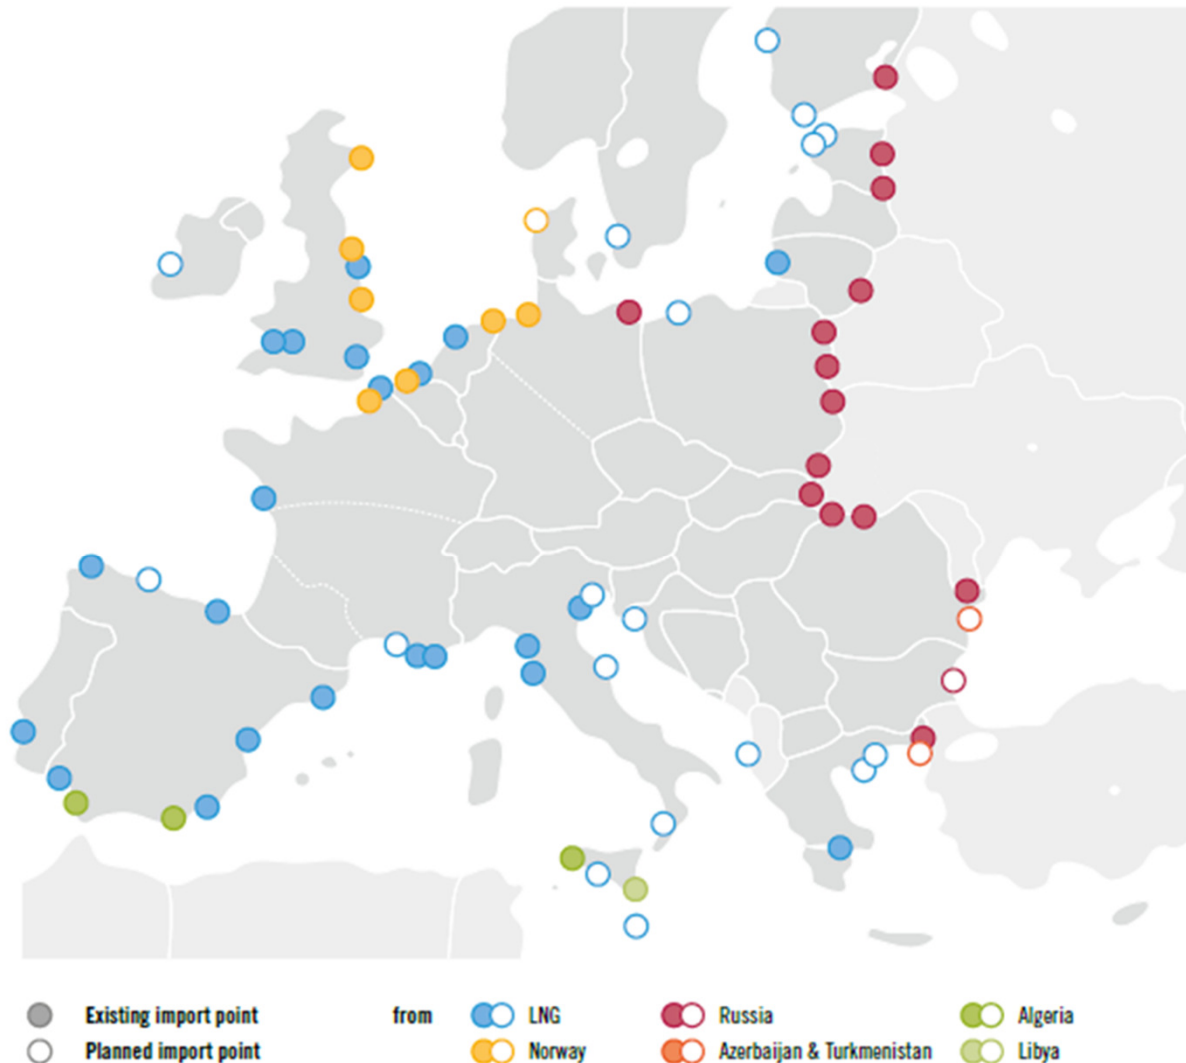 Existing import point from LNG Russia Algeria
Planned import point Norway Azerbaijan & Turkmenistan Libya